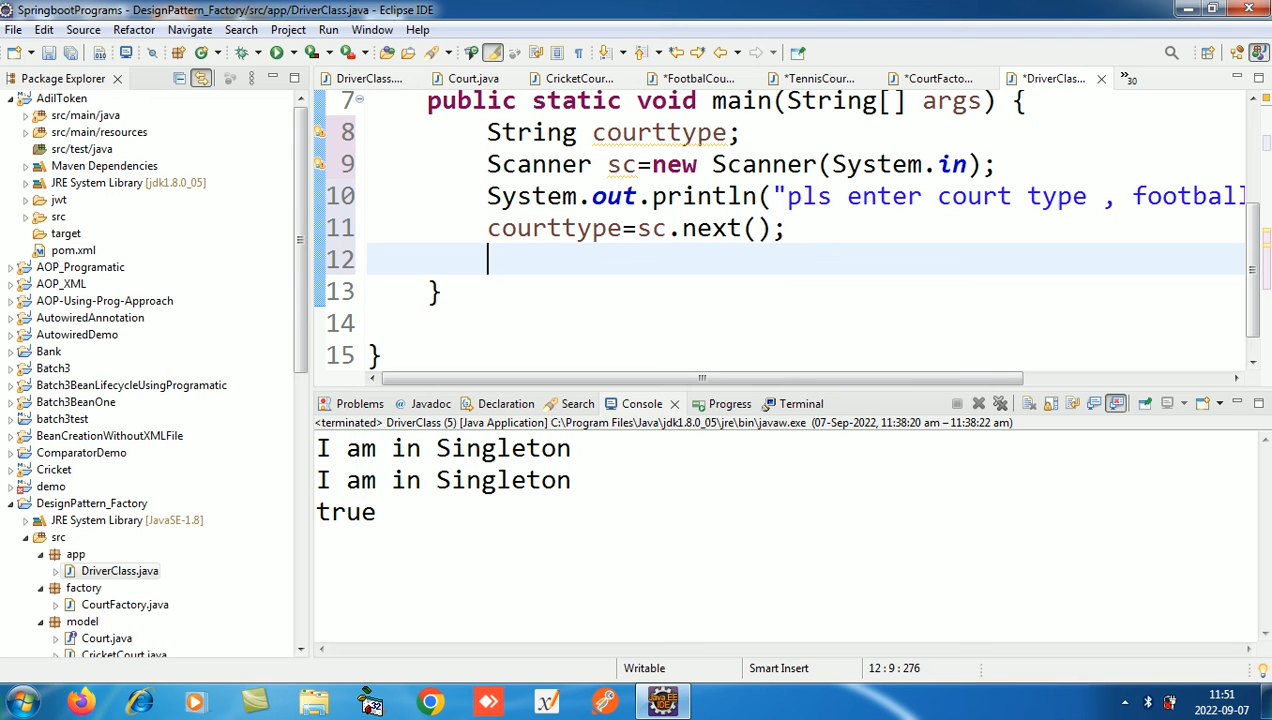 SpringbootPrograms - DesignPattern_Factory/src/app/DriverClass.java - Eclipse IDE
File Edit Source Refactor Navigate Search Project Run Window Help
Package Explorer
DriverClass.... Court.java CricketCour... *FootbalCou... *TennisCour... *CourtFacto... *DriverClas... »30
AdilToken
src/main/java
src/main/resources
src/test/java
Maven Dependencies
JRE System Library [jdk1.8.0_05]
jwt
src
target
pom.xml
AOP_Programatic
AOP_XML
AOP-Using-Prog-Approach
AutowiredAnnotation
AutowiredDemo
Bank
Batch3
Batch3BeanLifecycleUsingProgramatic
Batch3BeanOne
batch3test
BeanCreationWithoutXMLFile
ComparatorDemo
Cricket
demo
DesignPattern_Factory
JRE System Library [JavaSE-1.8]
src
app
DriverClass.java
factory
CourtFactory.java
model
Court.java
CricketCourt.java
7 public static void main(String[] args) {
8 String courttype;
9 Scanner sc=new Scanner(System.in);
10 System.out.println("pls enter court type , football
11 courttype=sc.next();
12
13 }
14
15 }
Problems Javadoc Declaration Search Console Progress Terminal
<terminated> DriverClass (5) [Java Application] C:\Program Files\Java\jdk1.8.0_05\jre\bin\javaw.exe (07-Sep-2022, 11:38:20 am – 11:38:22 am)
I am in Singleton
I am in Singleton
true
Writable Smart Insert 12 : 9 : 276
32
Java EE
IDE
11:51
2022-09-07